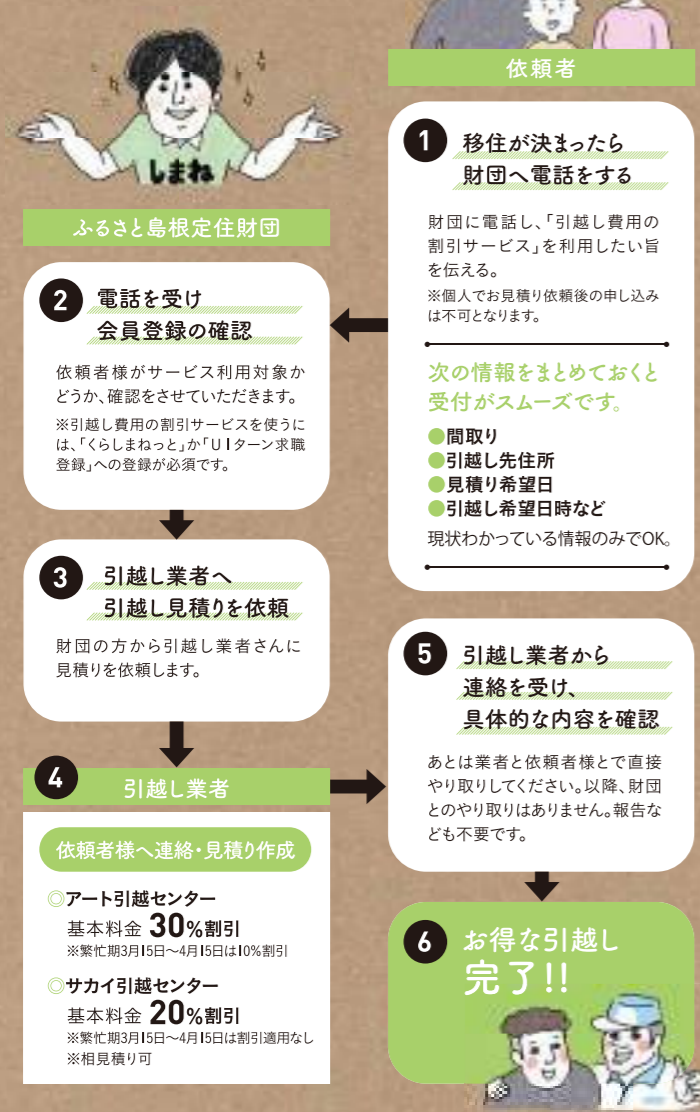 しまね
依頼者
1 移住が決まったら
財団へ電話をする
財団に電話し、「引越し費用の
割引サービス」を利用したい旨
を伝える。
※個人でお見積り依頼後の申し込み
は不可となります。
次の情報をまとめておくと
受付がスムーズです。
●間取り
●引越し先住所
●見積り希望日
●引越し希望日時など
現状わかっている情報のみでOK。
ふるさと島根定住財団
2 電話を受け
会員登録の確認
依頼者様がサービス利用対象か
どうか、確認をさせていただきます。
※引越し費用の割引サービスを使うに
は、「くらしまねっと」か「UIターン求職
登録」への登録が必須です。
3 引越し業者へ
引越し見積りを依頼
財団の方から引越し業者さんに
見積りを依頼します。
4 引越し業者
依頼者様へ連絡・見積り作成
◎アート引越センター
基本料金 30%割引
※繁忙期3月15日～4月15日は10%割引
◎サカイ引越センター
基本料金 20%割引
※繁忙期3月15日～4月15日は割引適用なし
※相見積り可
5 引越し業者から
連絡を受け、
具体的な内容を確認
あとは業者と依頼者様とで直接
やり取りしてください。以降、財団
とのやり取りはありません。報告な
ども不要です。
6 お得な引越し
完了!!